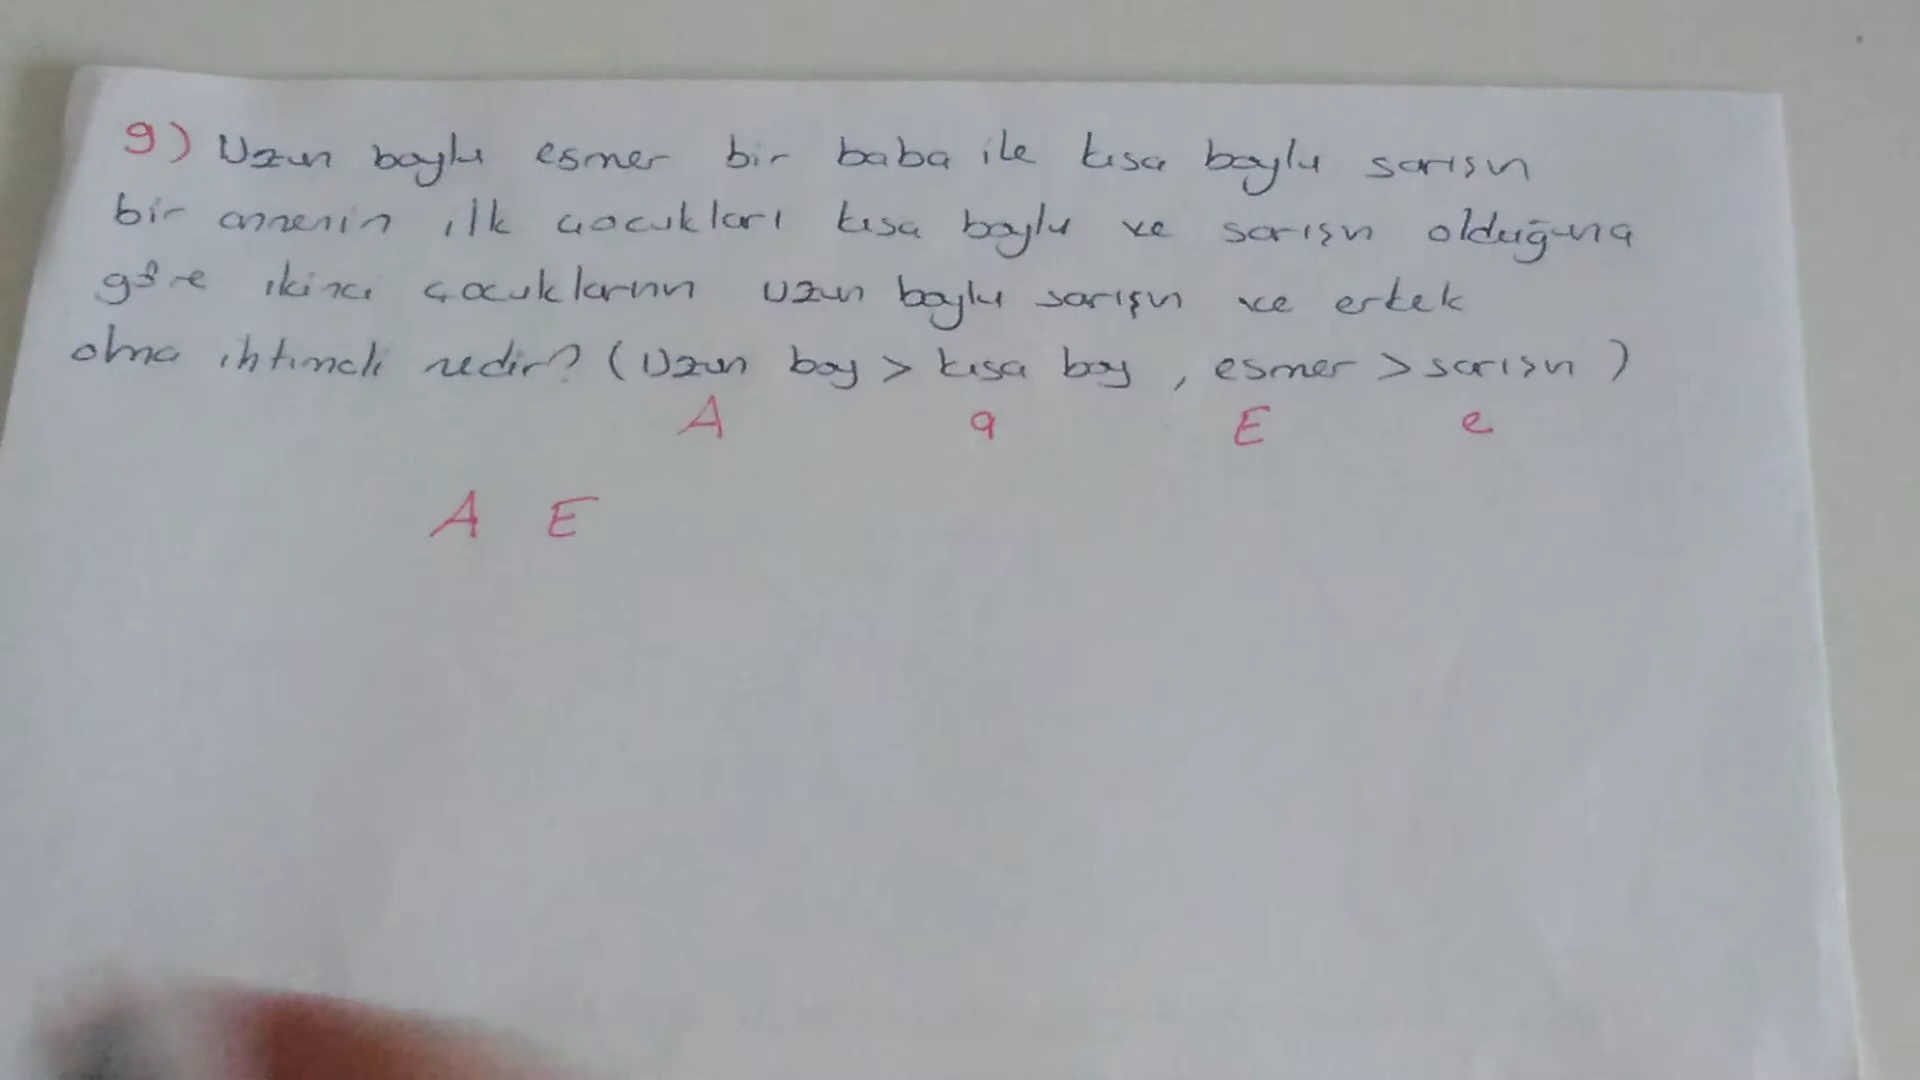 9) Uzun boylu esmer bir baba ile kısa boylu sarışın
bir annenin ilk çocukları kısa boylu ve sarışın olduğuna
göre ikinci çocuklarının uzun boylu sarışın ve erkek
olma ihtimali nedir? (Uzun boy > kısa boy, esmer > sarışın)
A a E e
A E